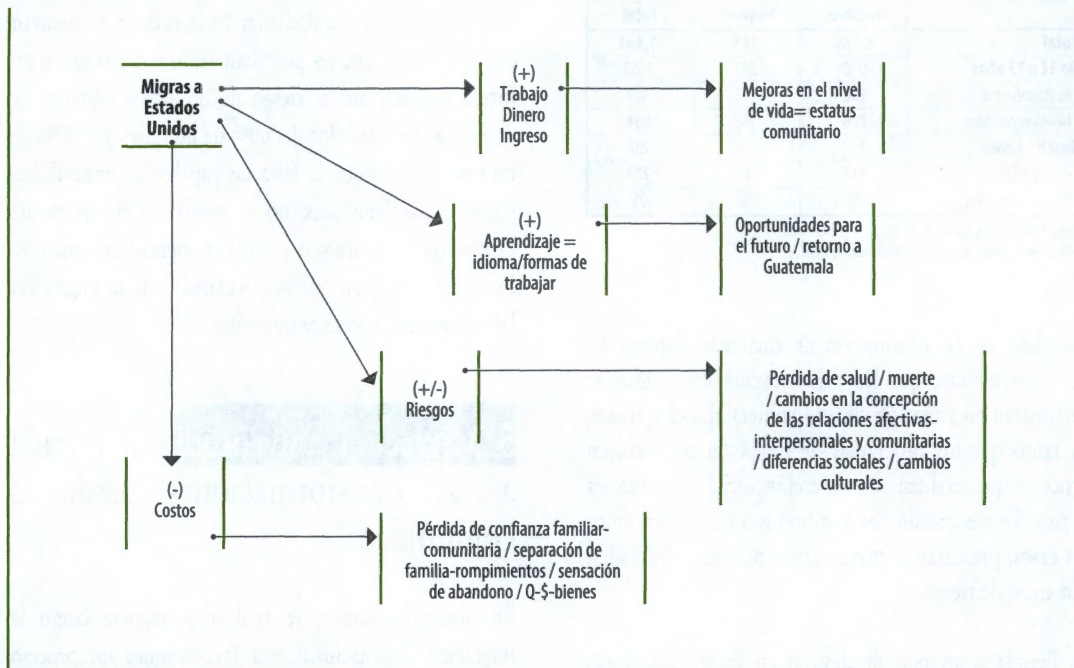 Migras a
Estados
Unidos
(+)
Trabajo
Dinero
Ingreso
Mejoras en el nivel
de vida= estatus
comunitario
(+)
Aprendizaje =
idioma/formas de
trabajar
Oportunidades para
el futuro / retorno a
Guatemala
(+/-)
Riesgos
Pérdida de salud / muerte
/ cambios en la concepción
de las relaciones afectivas-
interpersonales y comunitarias
/ diferencias sociales / cambios
culturales
(-)
Costos
Pérdida de confianza familiar-
comunitaria / separación de
familia-rompimientos / sensación
de abandono / Q-$-bienes